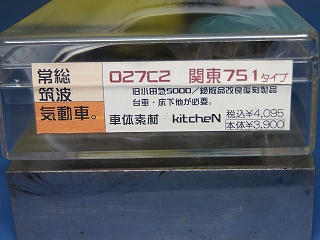 常総
筑波
気動車。
027C2 関東751タイプ
旧小田急5000/絶版品改良復刻製品
台車・床下他が必要。
車体素材 kitcheN
税込¥4,095
本体¥3,900